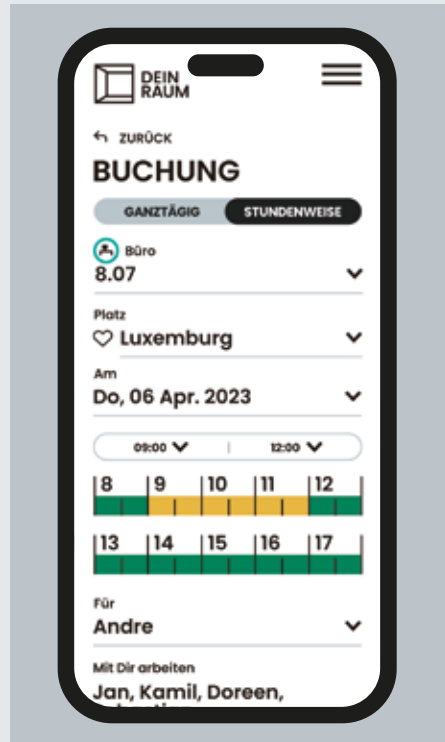 DEIN
RAUM
ZURÜCK
BUCHUNG
GANZTÄGIG STUNDENWEISE
Büro
8.07
Platz
Luxemburg
Am
Do, 06 Apr. 2023
09:00 | 12:00
8 9 10 11 12
13 14 15 16 17
Für
Andre
Mit Dir arbeiten
Jan, Kamil, Doreen,